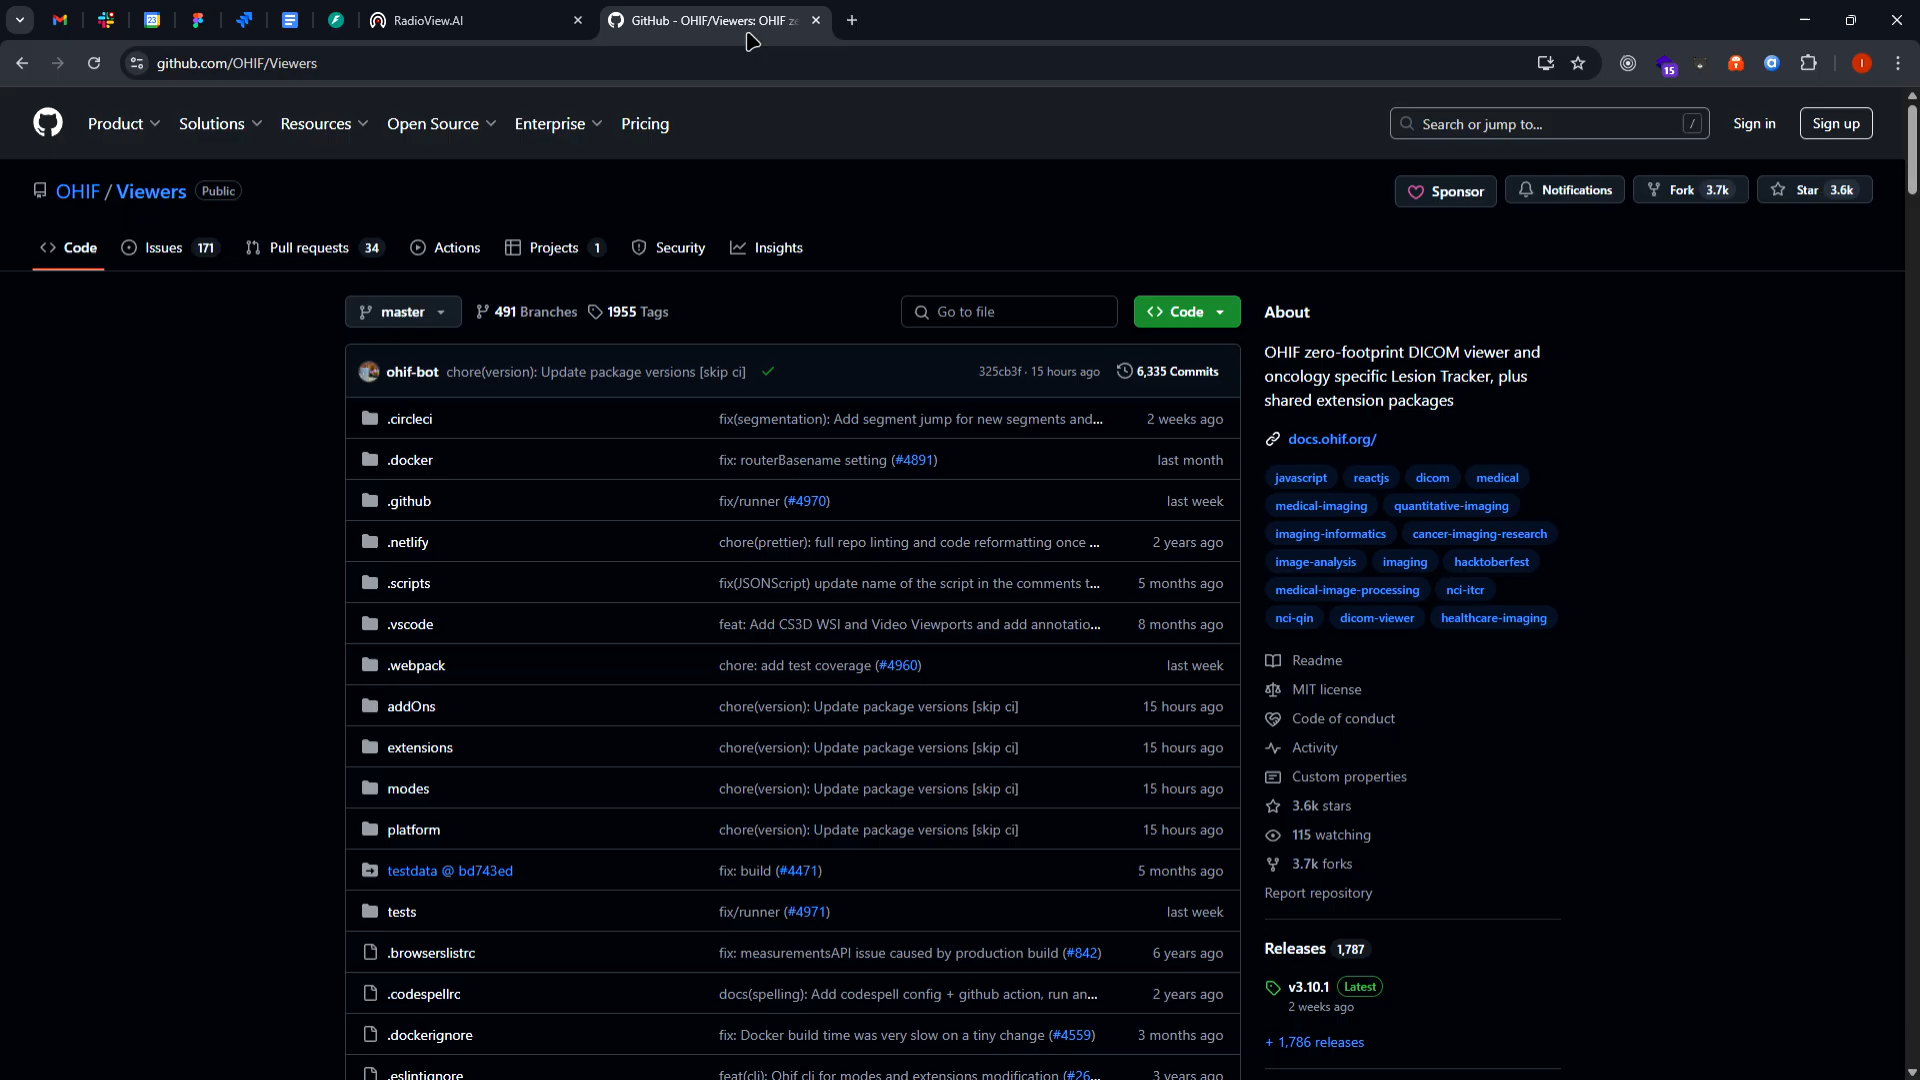 RadioView.AI
GitHub - OHIF/Viewers: OHIF ze
github.com/OHIF/Viewers
15
I
Product
Solutions
Resources
Open Source
Enterprise
Pricing
Search or jump to...
/
Sign in
Sign up
OHIF / Viewers Public
Sponsor
Notifications
Fork 3.7k
Star 3.6k
Code
Issues 171
Pull requests 34
Actions
Projects 1
Security
Insights
master
491 Branches
1955 Tags
Go to file
Code
ohif-bot chore(version): Update package versions [skip ci] 325cb3f · 15 hours ago 6,335 Commits
.circleci fix(segmentation): Add segment jump for new segments and... 2 weeks ago
.docker fix: routerBasename setting (#4891) last month
.github fix/runner (#4970) last week
.netlify chore(prettier): full repo linting and code reformatting once ... 2 years ago
.scripts fix(JSONScript) update name of the script in the comments t... 5 months ago
.vscode feat: Add CS3D WSI and Video Viewports and add annotatio... 8 months ago
.webpack chore: add test coverage (#4960) last week
addOns chore(version): Update package versions [skip ci] 15 hours ago
extensions chore(version): Update package versions [skip ci] 15 hours ago
modes chore(version): Update package versions [skip ci] 15 hours ago
platform chore(version): Update package versions [skip ci] 15 hours ago
testdata @ bd743ed fix: build (#4471) 5 months ago
tests fix/runner (#4971) last week
.browserslistrc fix: measurementsAPI issue caused by production build (#842) 6 years ago
.codespellrc docs(spelling): Add codespell config + github action, run an... 2 years ago
.dockerignore fix: Docker build time was very slow on a tiny change (#4559) 3 months ago
.eslintignore feat(cli): Ohif cli for modes and extensions modification (#26... 3 years ago
About
OHIF zero-footprint DICOM viewer and
oncology specific Lesion Tracker, plus
shared extension packages
docs.ohif.org/
javascript reactjs dicom medical
medical-imaging quantitative-imaging
imaging-informatics cancer-imaging-research
image-analysis imaging hacktoberfest
medical-image-processing nci-itcr
nci-qin dicom-viewer healthcare-imaging
Readme
MIT license
Code of conduct
Activity
Custom properties
3.6k stars
115 watching
3.7k forks
Report repository
Releases 1,787
v3.10.1 Latest
2 weeks ago
+ 1,786 releases